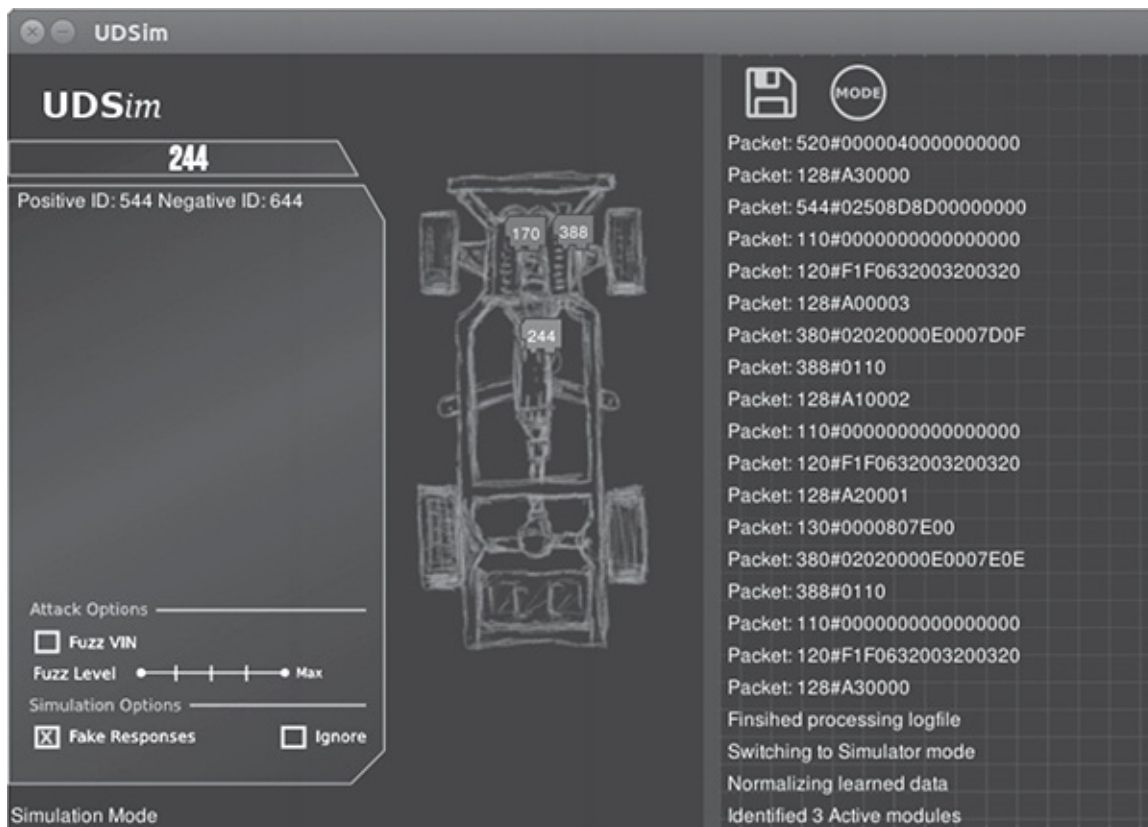 UDSim
UDSim
244
Positive ID: 544 Negative ID: 644
Attack Options
Fuzz VIN
Fuzz Level Max
Simulation Options
X Fake Responses Ignore
Simulation Mode
170 388
244
MODE
Packet: 520#0000040000000000
Packet: 128#A30000
Packet: 544#02508D8D00000000
Packet: 110#0000000000000000
Packet: 120#F1F0632003200320
Packet: 128#A00003
Packet: 380#02020000E0007D0F
Packet: 388#0110
Packet: 128#A10002
Packet: 110#0000000000000000
Packet: 120#F1F0632003200320
Packet: 128#A20001
Packet: 130#0000807E00
Packet: 380#02020000E0007E0E
Packet: 388#0110
Packet: 110#0000000000000000
Packet: 120#F1F0632003200320
Packet: 128#A30000
Finsihed processing logfile
Switching to Simulator mode
Normalizing learned data
Identified 3 Active modules